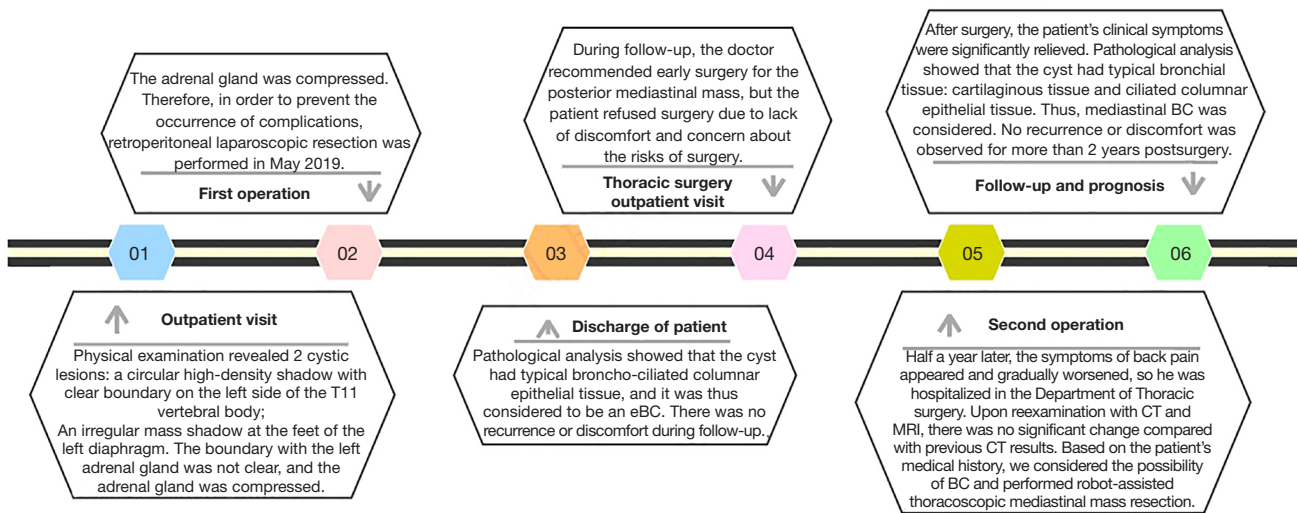 The adrenal gland was compressed.
Therefore, in order to prevent the
occurrence of complications,
retroperitoneal laparoscopic resection was
performed in May 2019.
First operation
During follow-up, the doctor
recommended early surgery for the
posterior mediastinal mass, but the
patient refused surgery due to lack
of discomfort and concern about
the risks of surgery.
Thoracic surgery
outpatient visit
After surgery, the patient’s clinical symptoms
were significantly relieved. Pathological analysis
showed that the cyst had typical bronchial
tissue: cartilaginous tissue and ciliated columnar
epithelial tissue. Thus, mediastinal BC was
considered. No recurrence or discomfort was
observed for more than 2 years postsurgery.
Follow-up and prognosis
01
02
03
04
05
06
Outpatient visit
Physical examination revealed 2 cystic
lesions: a circular high-density shadow with
clear boundary on the left side of the T11
vertebral body;
An irregular mass shadow at the feet of the
left diaphragm. The boundary with the left
adrenal gland was not clear, and the
adrenal gland was compressed.
Discharge of patient
Pathological analysis showed that the cyst
had typical broncho-ciliated columnar
epithelial tissue, and it was thus
considered to be an eBC. There was no
recurrence or discomfort during follow-up.,
Second operation
Half a year later, the symptoms of back pain
appeared and gradually worsened, so he was
hospitalized in the Department of Thoracic
surgery. Upon reexamination with CT and
MRI, there was no significant change compared
with previous CT results. Based on the patient’s
medical history, we considered the possibility
of BC and performed robot-assisted
thoracoscopic mediastinal mass resection.